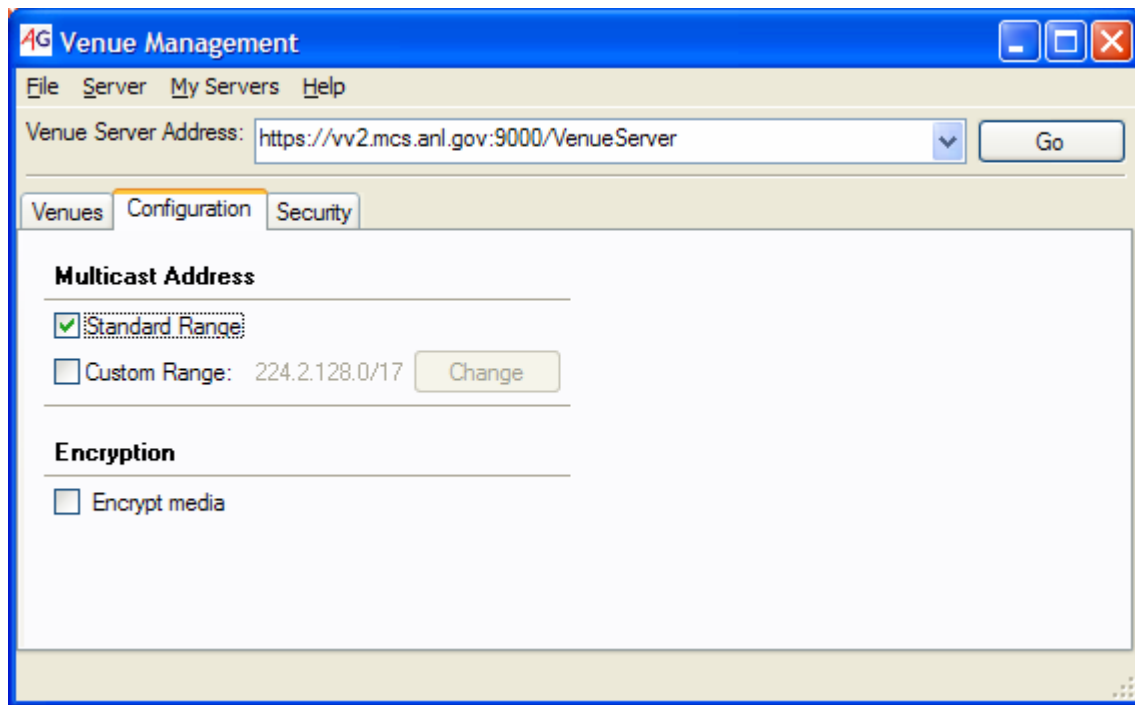 AG Venue Management
File Server My Servers Help
Venue Server Address: https://vv2.mcs.anl.gov:9000/VenueServer Go
Venues Configuration Security
Multicast Address
Standard Range
Custom Range: 224.2.128.0/17 Change
Encryption
Encrypt media